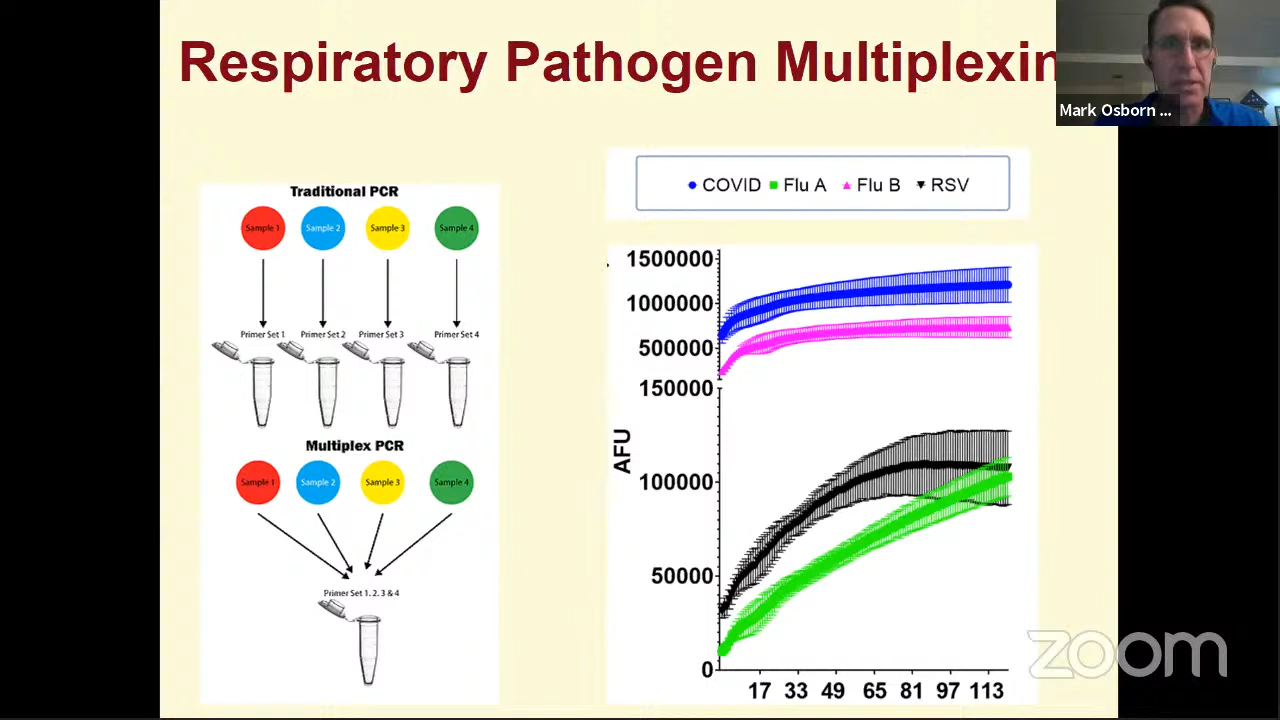 Respiratory Pathogen Multiplexin
Mark Osborn ...
Traditional PCR
Sample 1 Sample 2 Sample 3 Sample 4
Primer Set 1 Primer Set 2 Primer Set 3 Primer Set 4
Multiplex PCR
Sample 1 Sample 2 Sample 3 Sample 4
Primer Set 1, 2, 3 & 4
COVID Flu A Flu B RSV
1500000
1000000
500000
150000
100000
50000
0
AFU
17 33 49 65 81 97 113
zoom